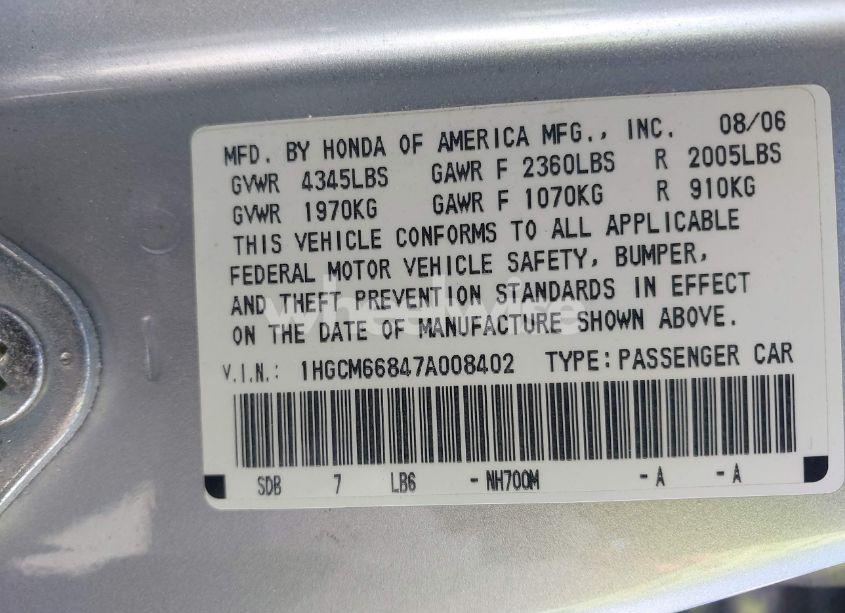 MFD. BY HONDA OF AMERICA MFG., INC. 08/06
GVWR 4345LBS GAWR F 2360LBS R 2005LBS
GVWR 1970KG GAWR F 1070KG R 910KG
THIS VEHICLE CONFORMS TO ALL APPLICABLE
FEDERAL MOTOR VEHICLE SAFETY, BUMPER,
AND THEFT PREVENTION STANDARDS IN EFFECT
ON THE DATE OF MANUFACTURE SHOWN ABOVE.
wheelwise
V.I.N.: 1HGCM66847A008402 TYPE:PASSENGER CAR
SDB 7 LB6 -NH700M -A -A